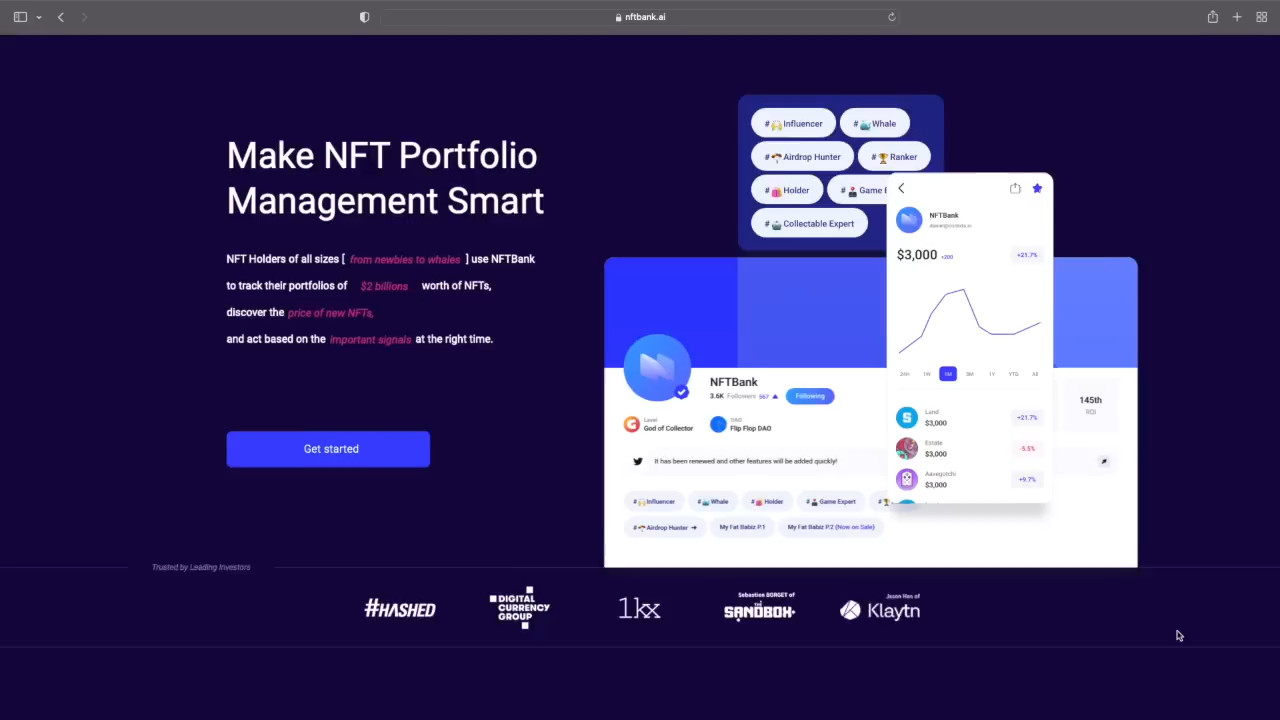 nftbank.ai
Make NFT Portfolio
Management Smart
NFT Holders of all sizes [ from newbies to whales ] use NFTBank
to track their portfolios of $2 billions worth of NFTs,
discover the price of new NFTs,
and act based on the important signals at the right time.
Get started
# Influencer
# Whale
# Airdrop Hunter
# Ranker
# Holder
# Game E
# Collectable Expert
NFTBank
$3,000 +200
+21.7%
24H 1W 1M 3M 1Y YTD All
Land
$3,000
+21.7%
Estate
$3,000
-5.5%
Aavegotchi
$3,000
+9.7%
NFTBank
3.6K Followers 567
Following
Level
God of Collector
DAO
Flip Flop DAO
145th
ROI
It has been renewed and other features will be added quickly!
# Influencer
# Whale
# Holder
# Game Expert
#
# Airdrop Hunter
My Fat Babiz P.1
My Fat Babiz P.2 (Now on Sale)
Trusted by Leading Investors
#HASHED
DIGITAL
CURRENCY
GROUP
1kx
Sebastien BORGET of
THE
SANDBOX
Jason Han of
Klaytn